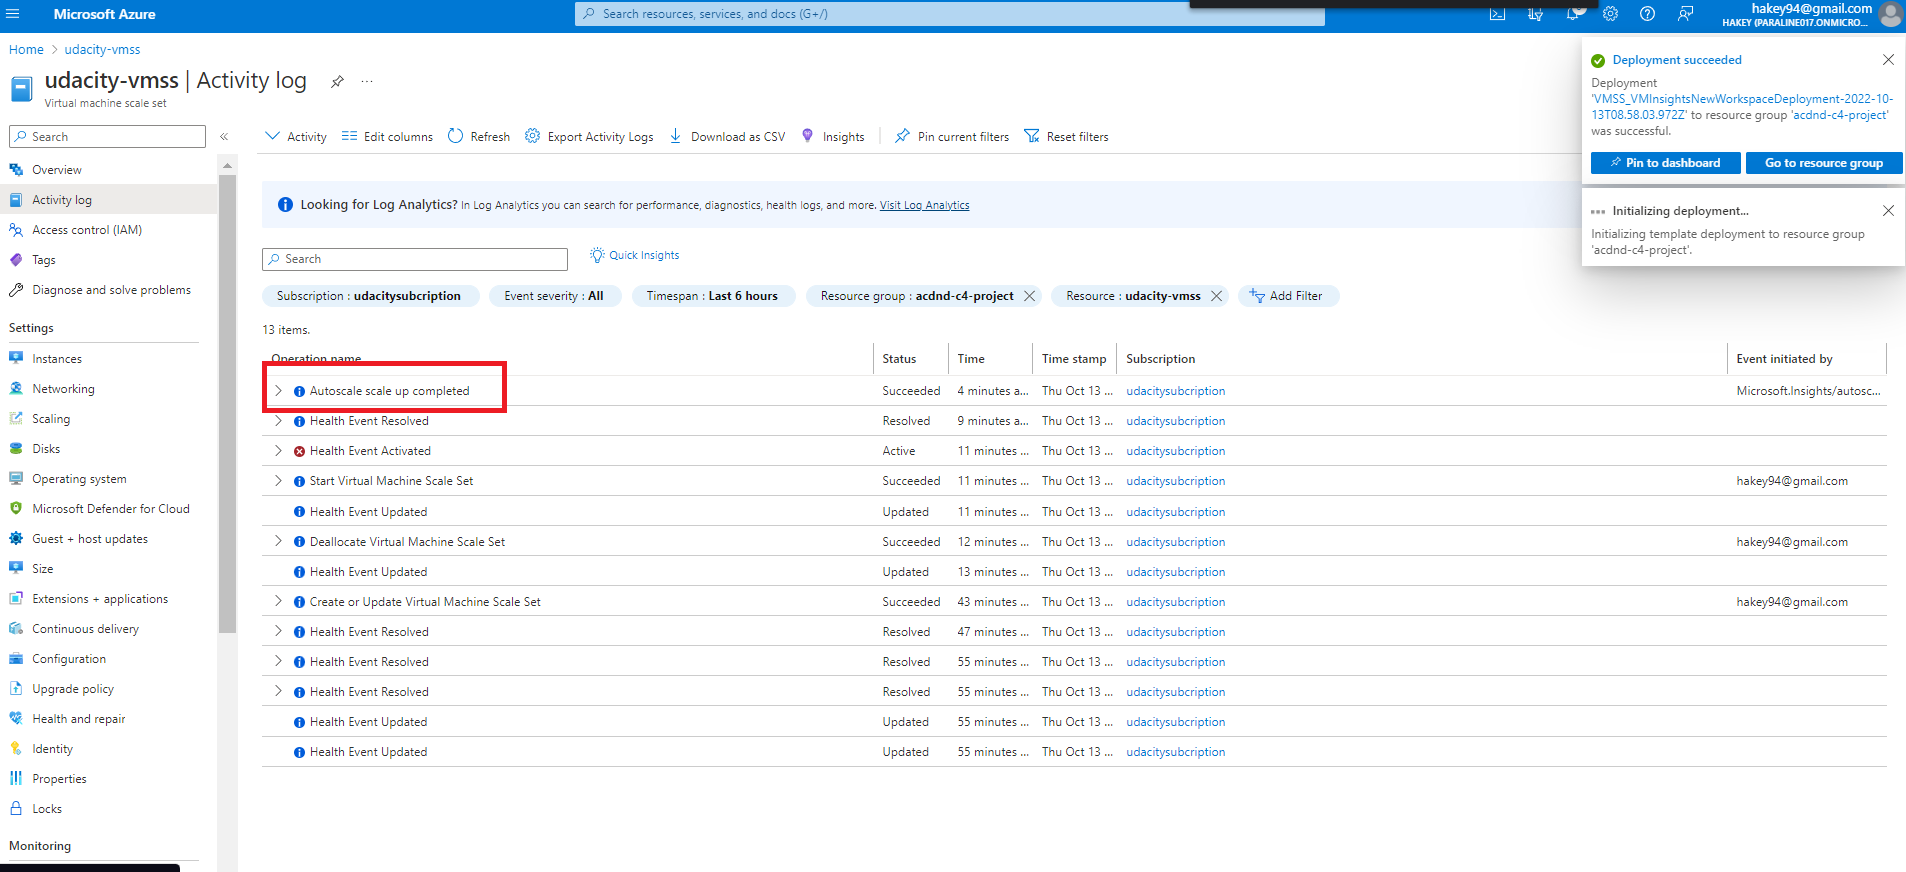 Microsoft Azure
Search resources, services, and docs (G+/)
hakey94@gmail.com
HAKEY (PARALINE017.ONMICRO...
Home > udacity-vmss
udacity-vmss | Activity log
...
Virtual machine scale set
Search
«
Overview
Activity log
Access control (IAM)
Tags
Diagnose and solve problems
Settings
Instances
Networking
Scaling
Disks
Operating system
Microsoft Defender for Cloud
Guest + host updates
Size
Extensions + applications
Continuous delivery
Configuration
Upgrade policy
Health and repair
Identity
Properties
Locks
Monitoring
Activity Edit columns Refresh Export Activity Logs Download as CSV Insights Pin current filters Reset filters
Looking for Log Analytics? In Log Analytics you can search for performance, diagnostics, health logs, and more. Visit Log Analytics
Search
Quick Insights
Subscription : udacitysubcription Event severity : All Timespan : Last 6 hours Resource group : acdnd-c4-project Resource : udacity-vmss Add Filter
13 items.
Operation name Status Time Time stamp Subscription Event initiated by
Autoscale scale up completed Succeeded 4 minutes a... Thu Oct 13 ... udacitysubcription Microsoft.Insights/autosc...
Health Event Resolved Resolved 9 minutes a... Thu Oct 13 ... udacitysubcription
Health Event Activated Active 11 minutes ... Thu Oct 13 ... udacitysubcription
Start Virtual Machine Scale Set Succeeded 11 minutes ... Thu Oct 13 ... udacitysubcription hakey94@gmail.com
Health Event Updated Updated 11 minutes ... Thu Oct 13 ... udacitysubcription
Deallocate Virtual Machine Scale Set Succeeded 12 minutes ... Thu Oct 13 ... udacitysubcription hakey94@gmail.com
Health Event Updated Updated 13 minutes ... Thu Oct 13 ... udacitysubcription
Create or Update Virtual Machine Scale Set Succeeded 43 minutes ... Thu Oct 13 ... udacitysubcription hakey94@gmail.com
Health Event Resolved Resolved 47 minutes ... Thu Oct 13 ... udacitysubcription
Health Event Resolved Resolved 55 minutes ... Thu Oct 13 ... udacitysubcription
Health Event Resolved Resolved 55 minutes ... Thu Oct 13 ... udacitysubcription
Health Event Updated Updated 55 minutes ... Thu Oct 13 ... udacitysubcription
Health Event Updated Updated 55 minutes ... Thu Oct 13 ... udacitysubcription
Deployment succeeded
Deployment
'VMSS_VMInsightsNewWorkspaceDeployment-2022-10-
13T08.58.03.972Z' to resource group 'acdnd-c4-project'
was successful.
Pin to dashboard Go to resource group
Initializing deployment...
Initializing template deployment to resource group
'acdnd-c4-project'.